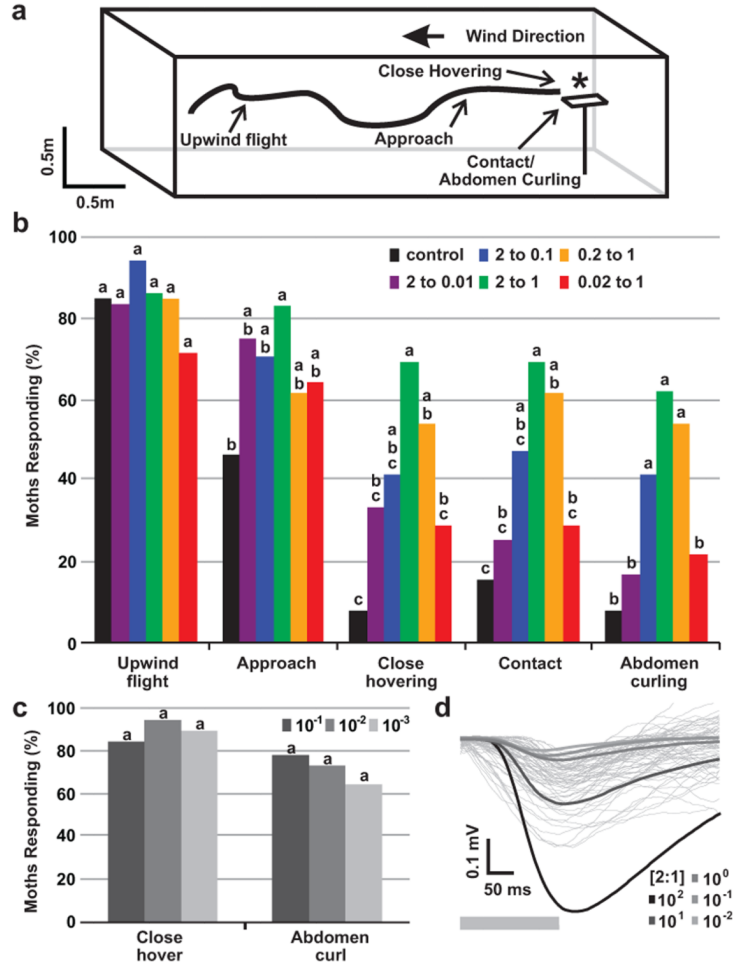 a
Wind Direction
Close Hovering
*
Upwind flight
Approach
Contact/
Abdomen Curling
0.5m
0.5m
b
Moths Responding (%)
100
80
60
40
20
0
control
2 to 0.1
0.2 to 1
2 to 0.01
2 to 1
0.02 to 1
a a a a a a
b
a b
a b
a
a b
a b
c
b c
a b c
a
a b
b c
c
b c
a b c
a
a b
b c
b b a a a b
Upwind flight
Approach
Close hovering
Contact
Abdomen curling
c
Moths Responding (%)
100
80
60
40
20
0
10-1 10-2 10-3
a a a
a a a
Close hover
Abdomen curl
d
0.1 mV
50 ms
[2:1]
100
102
10-1
101
10-2